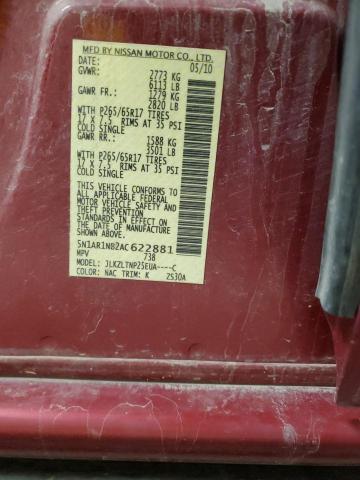 MFD BY NISSAN MOTOR CO., LTD.
DATE: 05/10
GVWR: 2773 KG
6113 LB
GAWR FR.: 1279 KG
2820 LB
WITH P265/65R17 TIRES
17 X 7.5 RIMS AT 35 PSI
COLD SINGLE
GAWR RR.: 1588 KG
3501 LB
WITH P265/65R17 TIRES
17 X 7.5 RIMS AT 35 PSI
COLD SINGLE
THIS VEHICLE CONFORMS
TO ALL APPLICABLE FEDERAL
MOTOR VEHICLE SAFETY
STANDARDS IN EFFECT ON
THE DATE OF MANUFACTURE
SHOWN ABOVE.
5N1AR1NB2AC622881
MPV 738
MODEL: JLKZLTNP25EUA----C
COLOR: NAC TRIM: K ZS30A